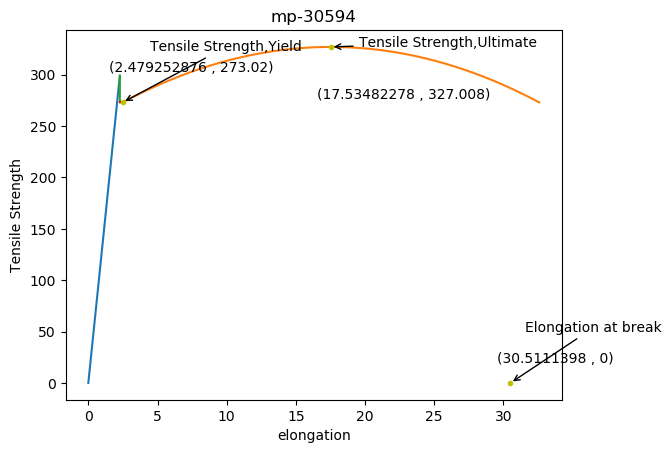 mp-30594
Tensile Strength,Yield
Tensile Strength,Ultimate
(2.479252876 , 273.02)
(17.53482278 , 327.008)
Elongation at break
(30.5111398 , 0)
Tensile Strength
300
250
200
150
100
50
0
0 5 10 15 20 25 30
elongation